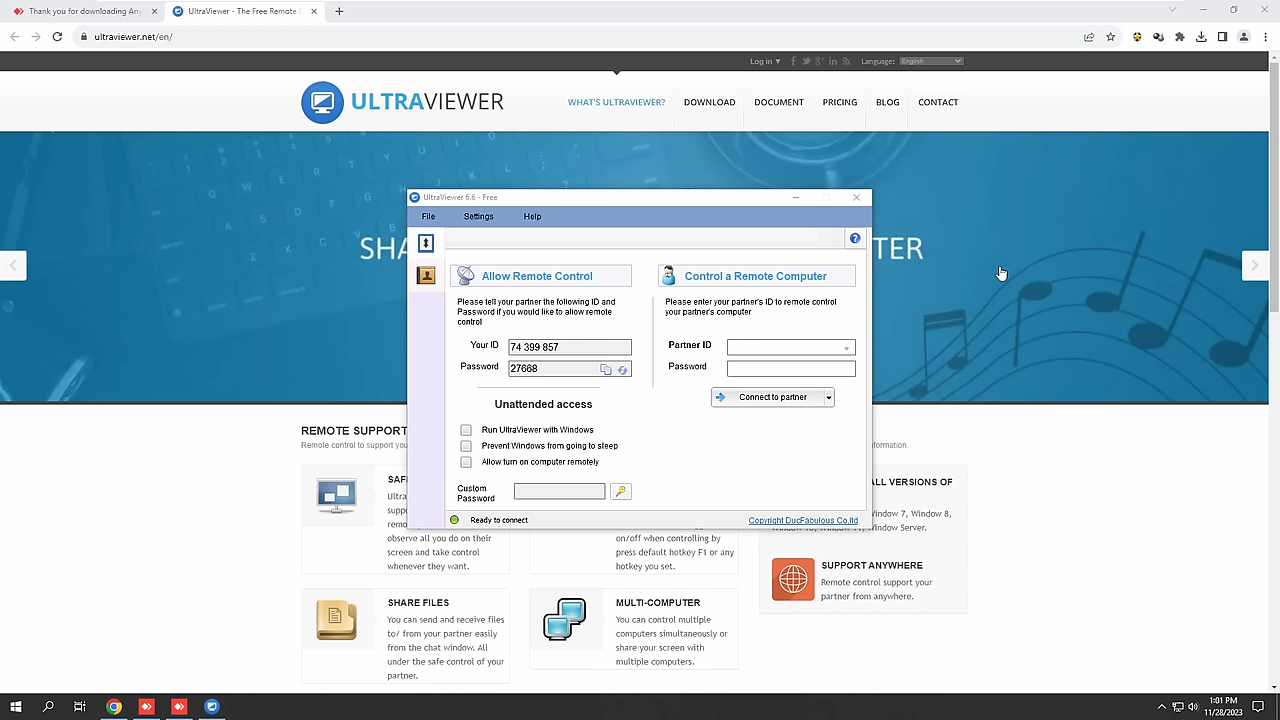 Thank you for downloading Any
UltraViewer - The Free Remote
ultraviewer.net/en/
Log in ▼
Language:
English
ULTRAVIEWER
WHAT'S ULTRAVIEWER?
DOWNLOAD
DOCUMENT
PRICING
BLOG
CONTACT
SHA
TER
UltraViewer 6.6 - Free
File
Settings
Help
Allow Remote Control
Please tell your partner the following ID and
Password if you would like to allow remote
control
Your ID
74 399 857
Password
27668
Unattended access
Run UltraViewer with Windows
Prevent Windows from going to sleep
Allow turn on computer remotely
Custom
Password
Control a Remote Computer
Please enter your partner's ID to remote control
your partner's computer
Partner ID
Password
Connect to partner
Ready to connect
Copyright DucFabulous Co,ltd
REMOTE SUPPORT
Remote control to support you
formation.
SAF
Ultra
supp
remo
observe all you do on their
screen and take control
whenever they want.
on/off when controlling by
press default hotkey F1 or any
hotkey you set.
ALL VERSIONS OF
Window 7, Window 8,
Window Server.
SUPPORT ANYWHERE
Remote control support your
partner from anywhere.
SHARE FILES
You can send and receive files
to/ from your partner easily
from the chat window. All
under the safe control of your
partner.
MULTI-COMPUTER
You can control multiple
computers simultaneously or
share your screen with
multiple computers.
1:01 PM
11/28/2023